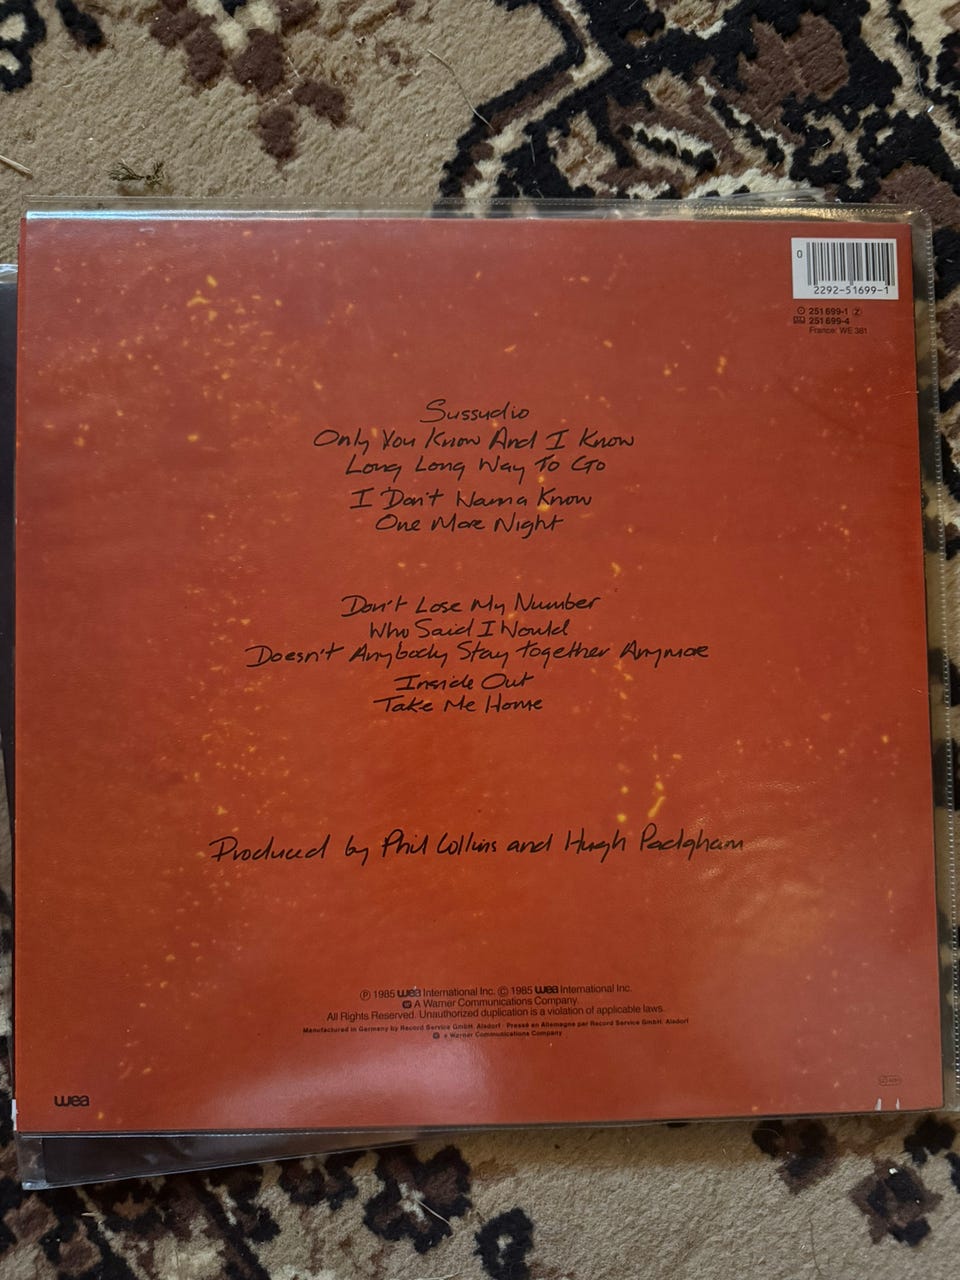 0
2292-51699-1
251 699-1 Z
251 699-4
France: WE 381
Sussudio
Only You Know And I Know
Long Long Way To Go
I Don't Wanna Know
One More Night
Don't Lose My Number
Who Said I Would
Doesn't Anybody Stay together Anymore
Inside Out
Take Me Home
Produced by Phil Collins and Hugh Padgham
℗ 1985 wea International Inc. © 1985 wea International Inc.
A Warner Communications Company.
All Rights Reserved. Unauthorized duplication is a violation of applicable laws.
Manufactured in Germany by Record Service GmbH. Alsdorf · Pressé en Allemagne par Record Service GmbH. Alsdorf
a Warner Communications Company
wea